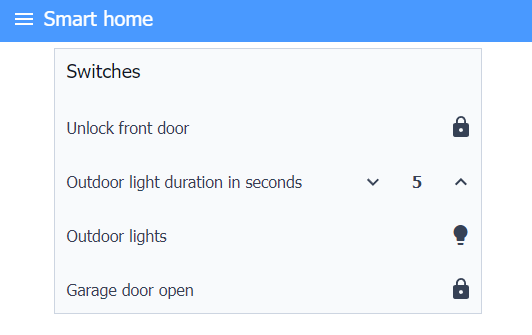 Smart home
Switches
Unlock front door
Outdoor light duration in seconds 5
Outdoor lights
Garage door open